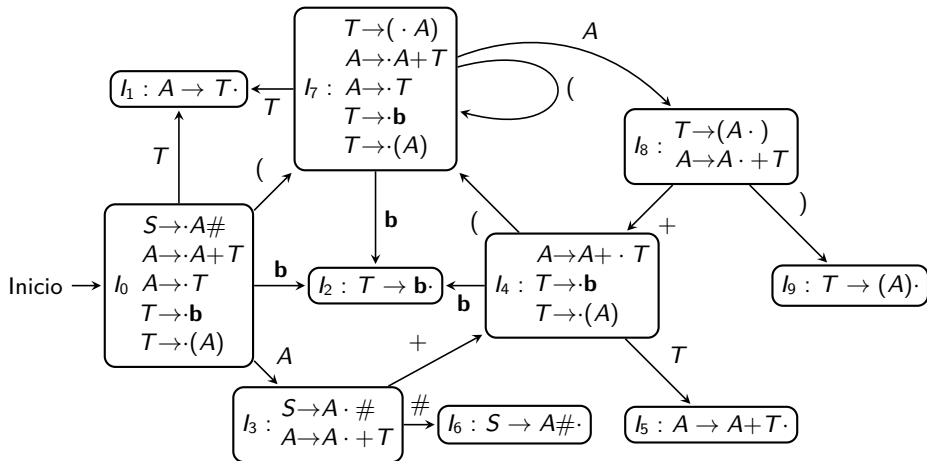 T→( · A)
A→·A+T
I₇ : A→·T
T→·b
T→·(A)
A
(
I₁ : A → T·
T
T
(
b
I₈ : T→(A · )
A→A · +T
+
)
S→·A#
A→·A+T
Inicio I₀ : A→·T
T→·b
T→·(A)
b
I₂ : T → b·
b
(
A→A+ · T
I₄ : T→·b
T→·(A)
I₉ : T → (A)·
A
+
T
I₃ : S→A · #
A→A · +T
#
I₆ : S → A#·
I₅ : A → A+T·